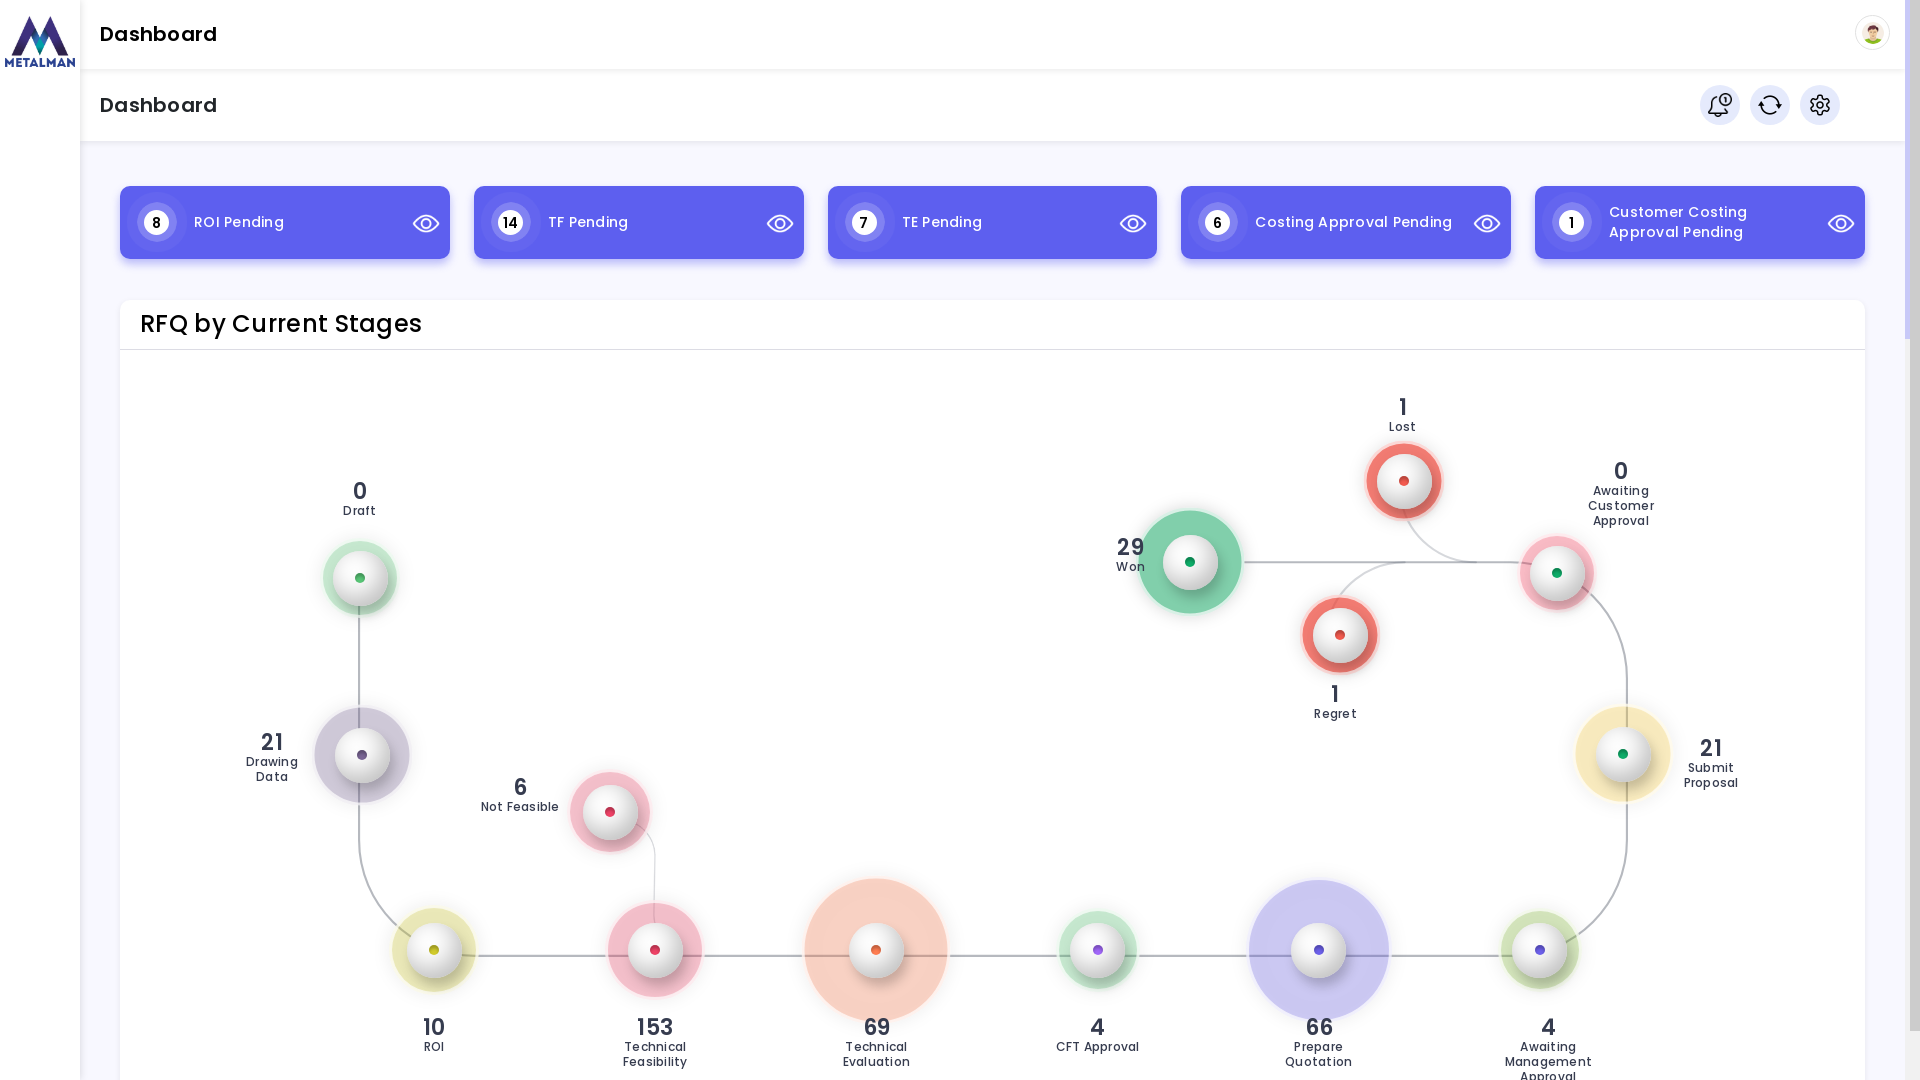 METALMAN
Dashboard
Dashboard
1
8
ROI Pending
14
TF Pending
7
TE Pending
6
Costing Approval Pending
1
Customer Costing
Approval Pending
RFQ by Current Stages
1
Lost
0
Awaiting
Customer
Approval
0
Draft
29
Won
1
Regret
21
Drawing
Data
21
Submit
Proposal
6
Not Feasible
10
ROI
153
Technical
Feasibility
69
Technical
Evaluation
4
CFT Approval
66
Prepare
Quotation
4
Awaiting
Management
Approval